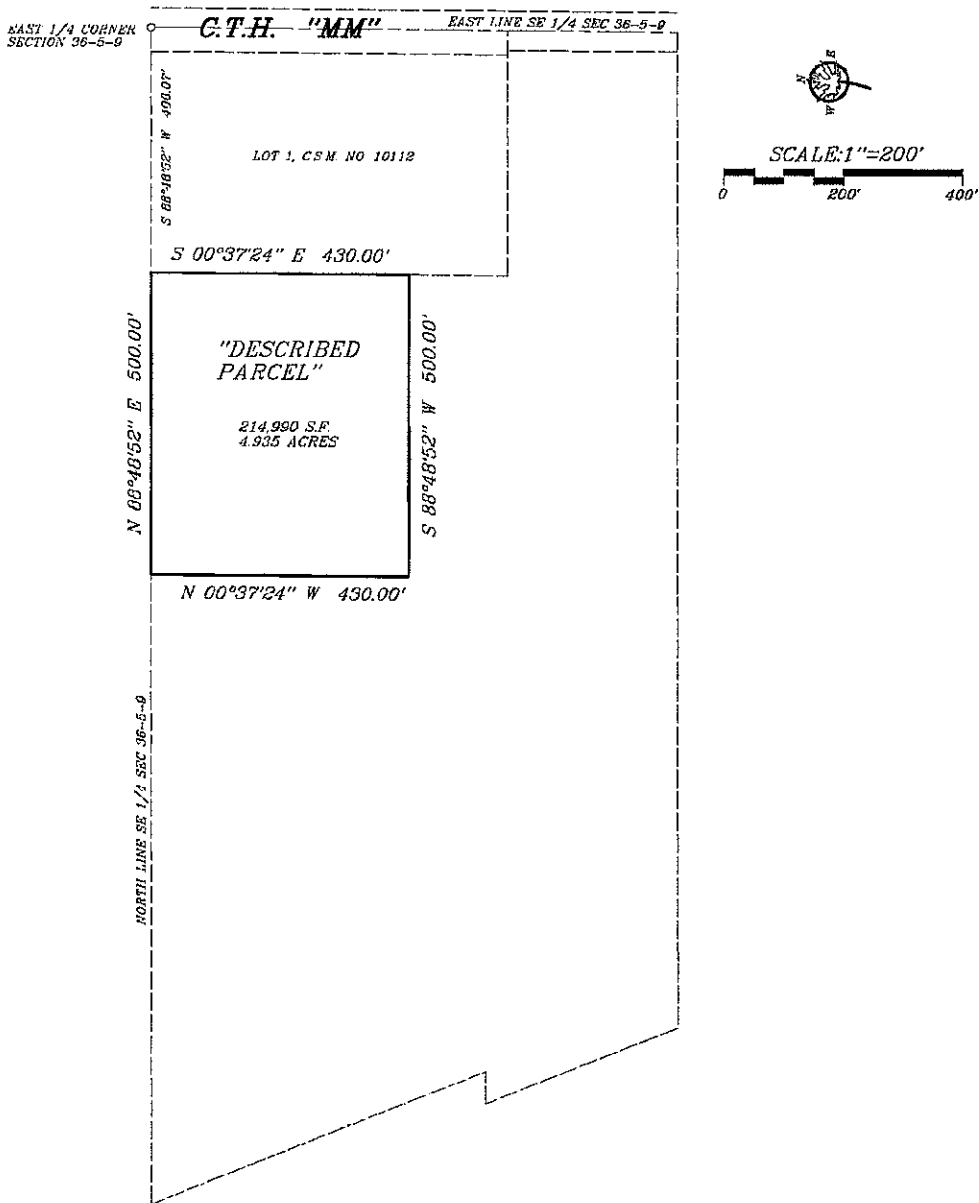 EAST 1/4 CORNER
SECTION 36-5-9
C.T.H. "MM"
EAST LINE SE 1/4 SEC 36-5-9
N
E
W
SCALE:1"=200'
0 200' 400'
S 88°48'52" W 406.07'
LOT 1, C.S.M. NO 10112
S 00°37'24" E 430.00'
N 88°48'52" E 500.00'
"DESCRIBED
PARCEL"
214,990 S.F.
4.935 ACRES
S 88°48'52" W 500.00'
N 00°37'24" W 430.00'
NORTH LINE SE 1/4 SEC 36-5-9